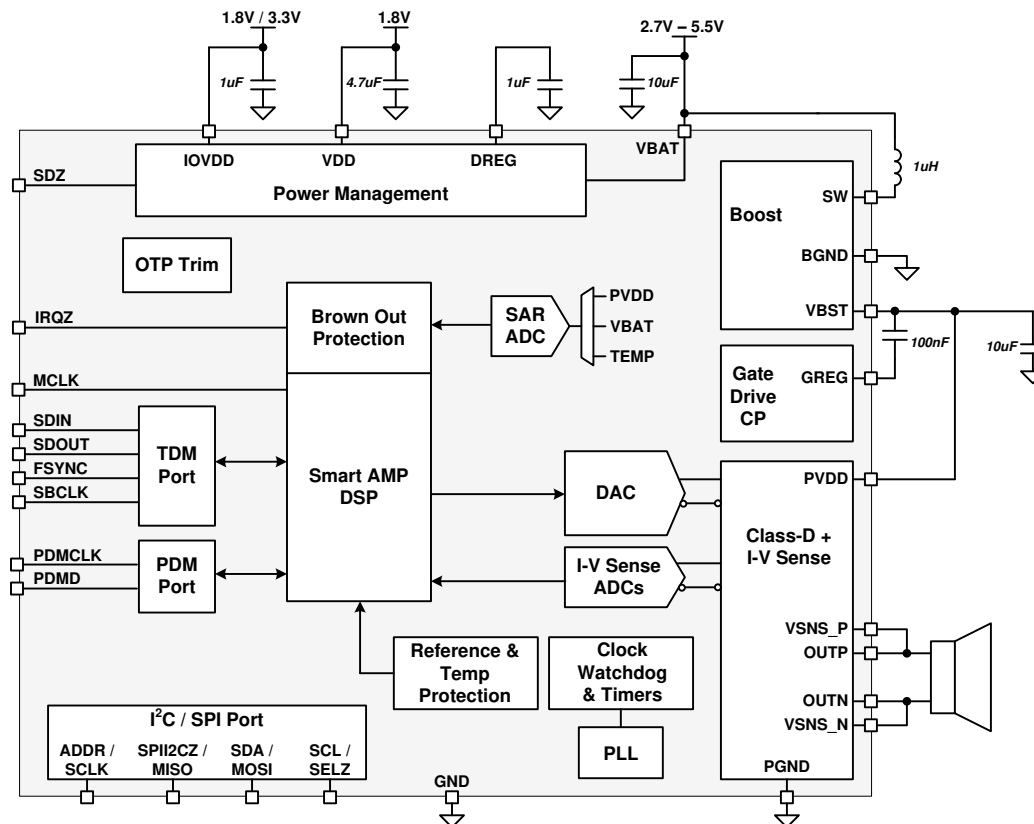 1.8V / 3.3V
1.8V
2.7V – 5.5V
1uF
4.7uF
1uF
10uF
IOVDD
VDD
DREG
VBAT
Power Management
SDZ
1uH
SW
Boost
BGND
VBST
OTP Trim
IRQZ
Brown Out
Protection
SAR
ADC
PVDD
VBAT
TEMP
100nF
10uF
MCLK
Gate
Drive
CP
GREG
SDIN
SDOUT
FSYNC
SBCLK
TDM
Port
Smart AMP
DSP
DAC
PVDD
Class-D +
I-V Sense
PDMCLK
PDMD
PDM
Port
I-V Sense
ADCs
VSNS_P
OUTP
OUTN
VSNS_N
Reference &
Temp
Protection
Clock
Watchdog
& Timers
PLL
I2C / SPI Port
ADDR /
SCLK
SPII2CZ /
MISO
SDA /
MOSI
SCL /
SELZ
GND
PGND